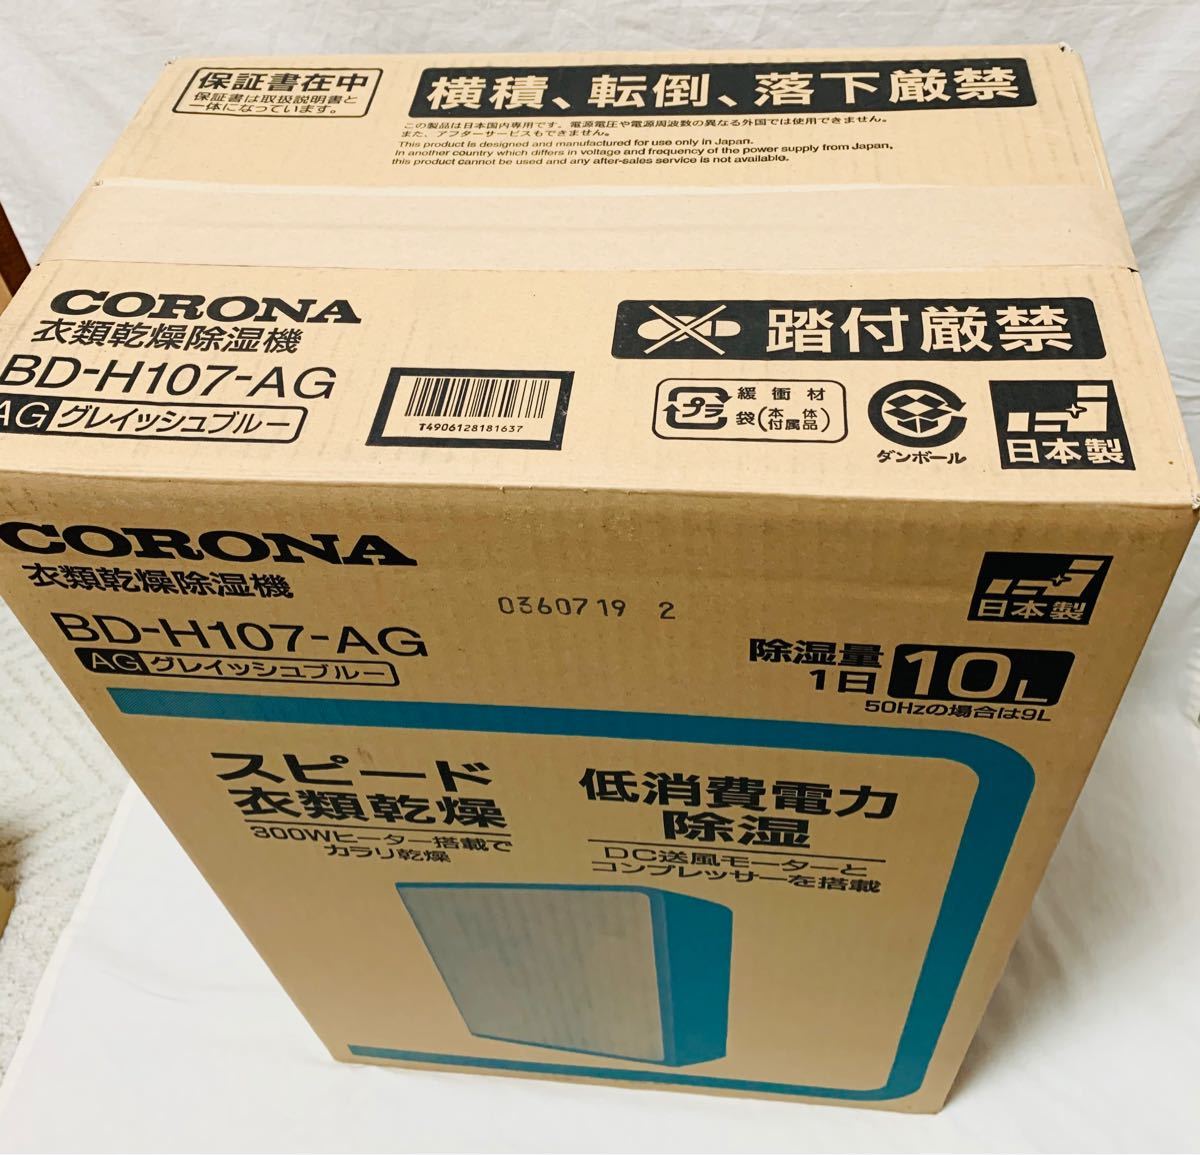 保証書在中
保証書は取扱説明書と
一体になっています。
横積、転倒、落下厳禁
この製品は日本国内専用です。電源電圧や電源周波数の異なる外国では使用できません。
また、アフターサービスもできません。
This product is designed and manufactured for use only in Japan.
In another country which differs in voltage and frequency of the power supply from Japan,
this product cannot be used and any after-sales service is not available.
CORONA
衣類乾燥除湿機
BD-H107-AG
AG グレイッシュブルー
T4906128181637
踏付厳禁
プラ
緩衝材
袋(本体付属品)
ダンボール
日本製
CORONA
衣類乾燥除湿機
BD-H107-AG
AG グレイッシュブルー
0360719 2
日本製
除湿量
1日 10L
50Hzの場合は9L
スピード
衣類乾燥
300Wヒーター搭載で
カラリ乾燥
低消費電力
除湿
DC送風モーターと
コンプレッサーを搭載